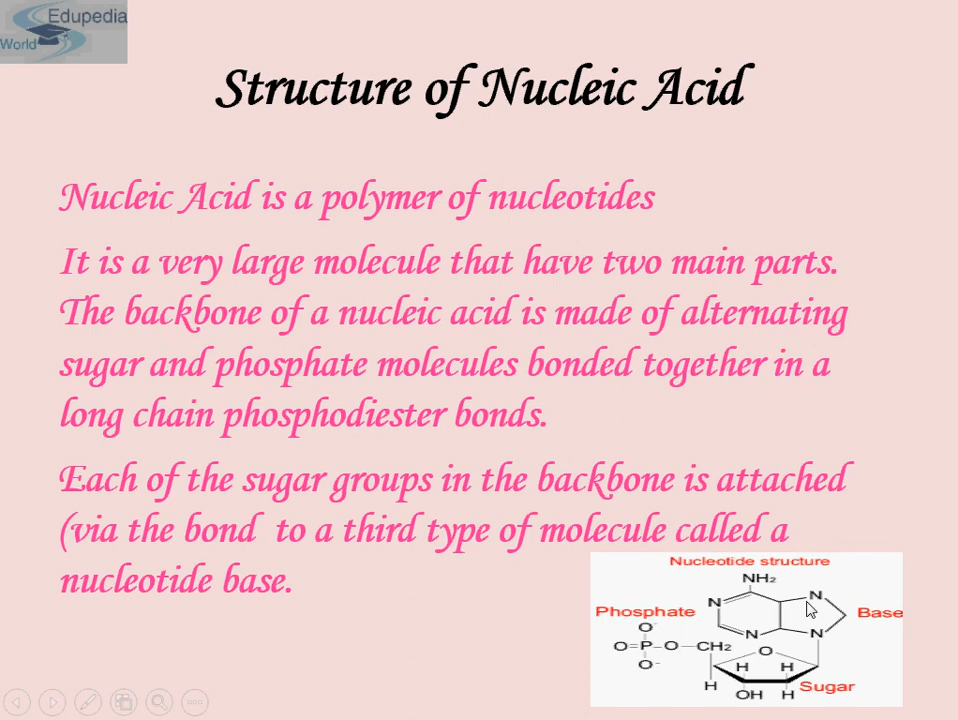 Edupedia
World
Structure of Nucleic Acid
Nucleic Acid is a polymer of nucleotides
It is a very large molecule that have two main parts.
The backbone of a nucleic acid is made of alternating
sugar and phosphate molecules bonded together in a
long chain phosphodiester bonds.
Each of the sugar groups in the backbone is attached
(via the bond  to a third type of molecule called a
nucleotide base.
Nucleotide structure
NH₂
N N
Phosphate Base
O⁻ N N
O=P-O-CH₂ O
O⁻ H H
H OH H Sugar